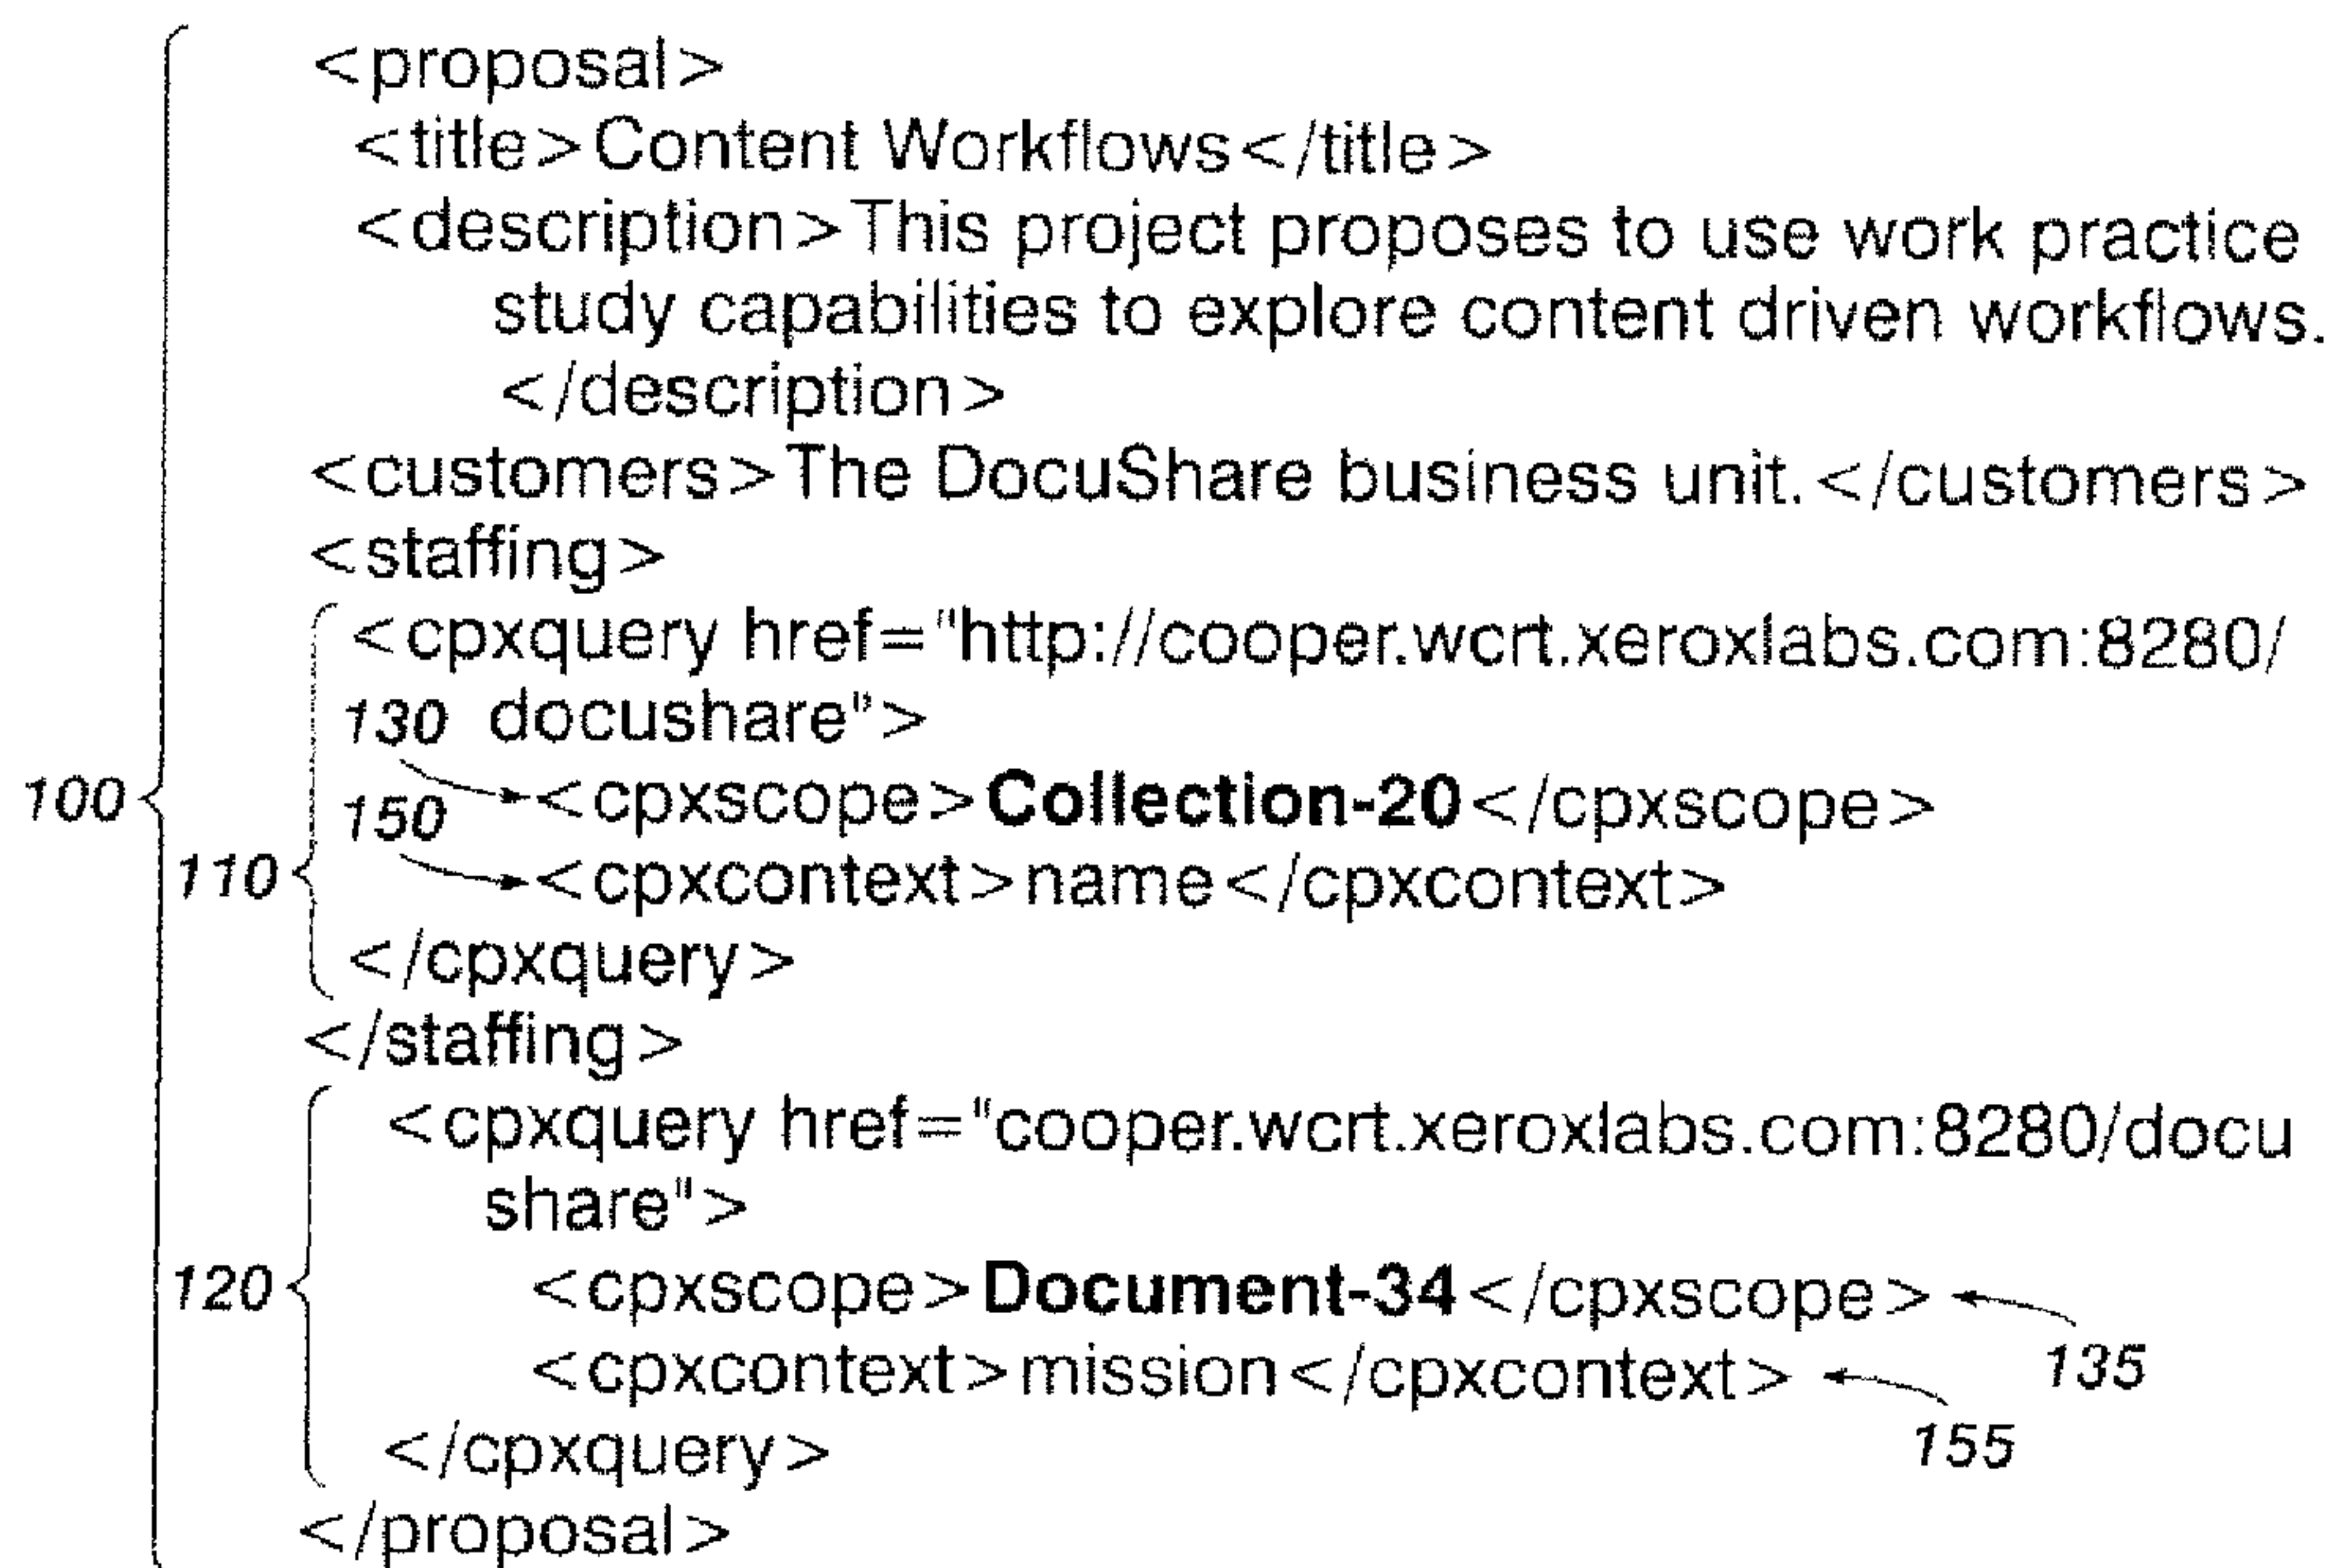 <proposal>
<title>Content Workflows</title>
<description>This project proposes to use work practice
study capabilities to explore content driven workflows.
</description>
<customers>The DocuShare business unit.</customers>
<staffing>
<cpxquery href="http://cooper.wcrt.xeroxlabs.com:8280/
130 docushare">
100 <cpxscope>Collection-20</cpxscope>
150
110 <cpxcontext>name</cpxcontext>
</cpxquery>
</staffing>
<cpxquery href="cooper.wcrt.xeroxlabs.com:8280/docu
share">
120 <cpxscope>Document-34</cpxscope>
135
<cpxcontext>mission</cpxcontext>
155
</cpxquery>
</proposal>